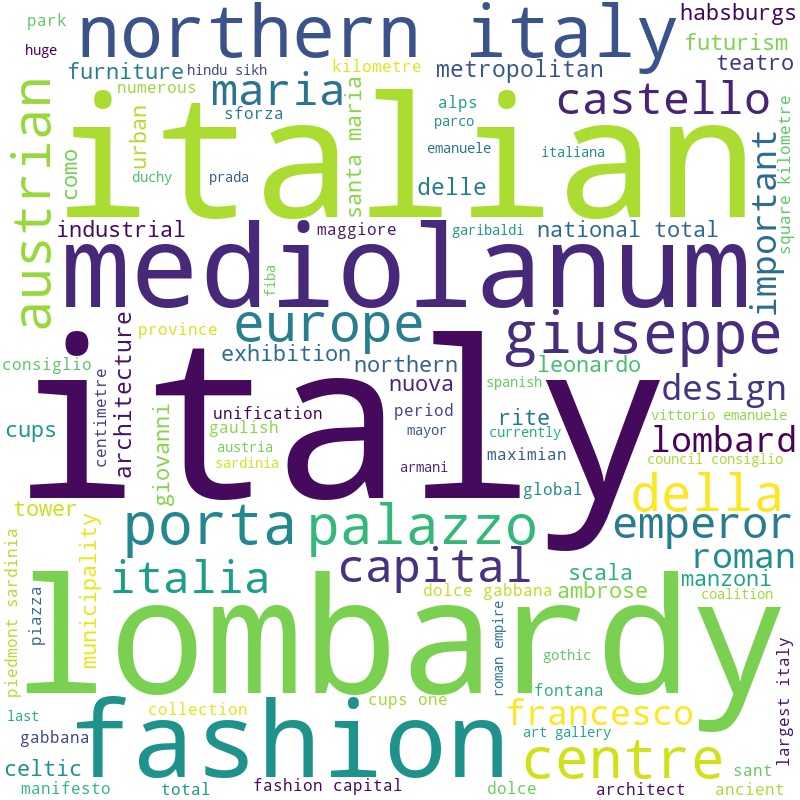 park
northern italy
habsburgs
huge
futurism
furniture
hindu sikh
kilometre
metropolitan
teatro
numerous
maria
castello
como
urban
italian
sforza
santa maria
alps
parco
emanuele
italiana
important
square kilometre
austrian
duchy
prada
delle
industrial
maggiore
garibaldi
national total
mediolanum
fiba
province
europe
giuseppe
architecture
exhibition
northern
leonardo
consiglio
italy
nuova
spanish
design
centimetre
giovanni
unification
period
rite
vittorio emanuele
cups
gaulish
mayor
currently
lombard
austria
maximian
sardinia
armani
council consiglio
global
della
tower
porta
palazzo
emperor
municipality
capital
roman
piedmont sardinia
italia
scala
manzoni
piazza
lombardy
dolce gabbana
ambrose
coalition
roman empire
gothic
largest italy
fontana
cups one
collection
francesco
last
fashion
art gallery
gabbana
centre
celtic
sant
manifesto
total
fashion capital
dolce
architect
ancient